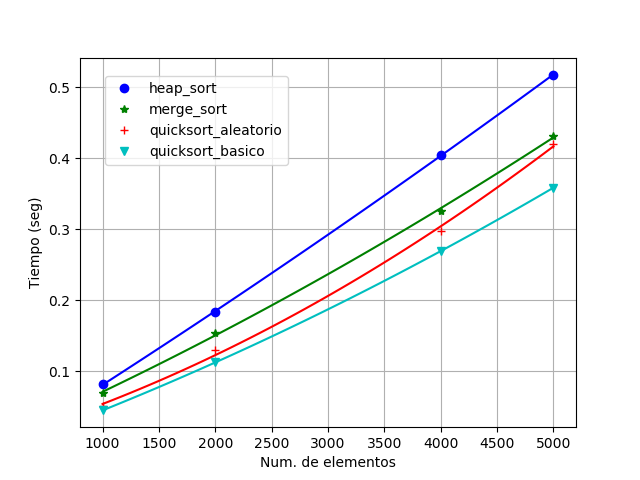 0.5
0.4
0.3
0.2
0.1
Tiempo (seg)
heap_sort
merge_sort
quicksort_aleatorio
quicksort_basico
1000 1500 2000 2500 3000 3500 4000 4500 5000
Num. de elementos